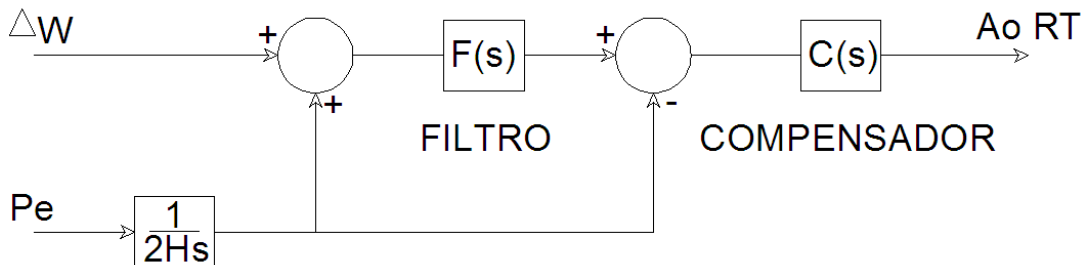 △W
+
+
F(s)
+
-
C(s)
Ao RT
FILTRO
COMPENSADOR
Pe
1
2Hs